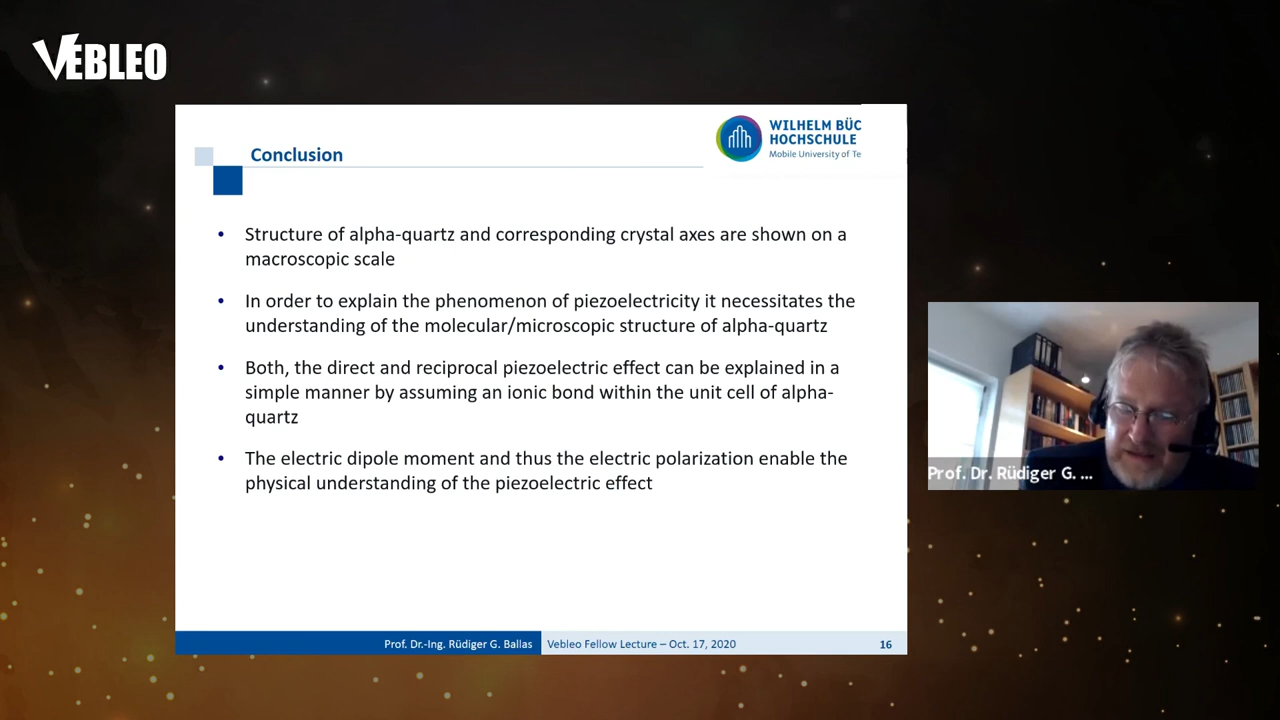 VEBLEO
WILHELM BÜC
HOCHSCHULE
Mobile University of Te
Conclusion
• Structure of alpha-quartz and corresponding crystal axes are shown on a
macroscopic scale
• In order to explain the phenomenon of piezoelectricity it necessitates the
understanding of the molecular/microscopic structure of alpha-quartz
• Both, the direct and reciprocal piezoelectric effect can be explained in a
simple manner by assuming an ionic bond within the unit cell of alpha-
quartz
• The electric dipole moment and thus the electric polarization enable the
physical understanding of the piezoelectric effect
Prof. Dr. Rüdiger G. ...
Prof. Dr.-Ing. Rüdiger G. Ballas Vebleo Fellow Lecture – Oct. 17, 2020 16